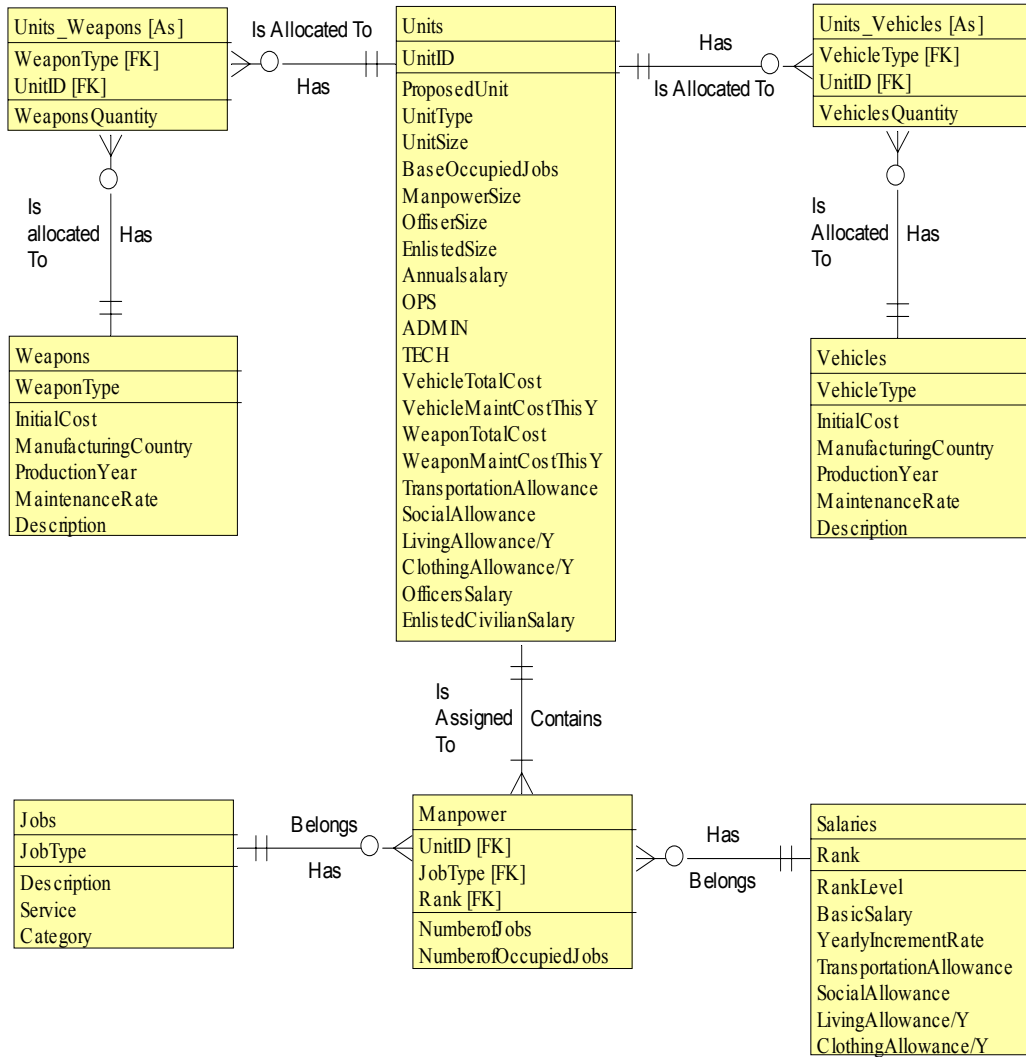 Units_Weapons [As]
WeaponType [FK]
UnitID [FK]
WeaponsQuantity
Is Allocated To
Has
Units
UnitID
ProposedUnit
UnitType
UnitSize
BaseOccupiedJobs
ManpowerSize
OffiserSize
EnlistedSize
Annualsalary
OPS
ADMIN
TECH
VehicleTotalCost
VehicleMaintCostThisY
WeaponTotalCost
WeaponMaintCostThisY
TransportationAllowance
SocialAllowance
LivingAllowance/Y
ClothingAllowance/Y
OfficersSalary
EnlistedCivilianSalary
Has
Is Allocated To
Units_Vehicles [As]
VehicleType [FK]
UnitID [FK]
VehiclesQuantity
Is
allocated
To
Has
Is
Allocated
To
Has
Weapons
WeaponType
InitialCost
ManufacturingCountry
ProductionYear
MaintenanceRate
Description
Vehicles
VehicleType
InitialCost
ManufacturingCountry
ProductionYear
MaintenanceRate
Description
Is
Assigned
To
Contains
Jobs
JobType
Description
Service
Category
Belongs
Has
Manpower
UnitID [FK]
JobType [FK]
Rank [FK]
NumberofJobs
NumberofOccupiedJobs
Has
Belongs
Salaries
Rank
RankLevel
BasicSalary
YearlyIncrementRate
TransportationAllowance
SocialAllowance
LivingAllowance/Y
ClothingAllowance/Y